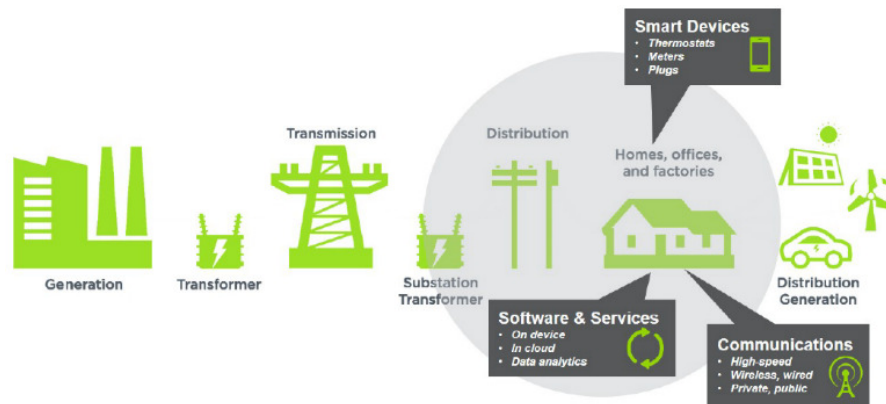 Smart Devices
• Thermostats
• Meters
• Plugs
Transmission
Distribution
Homes, offices,
and factories
Generation
Transformer
Substation
Transformer
Distribution
Generation
Software & Services
• On device
• In cloud
• Data analytics
Communications
• High-speed
• Wireless, wired
• Private, public